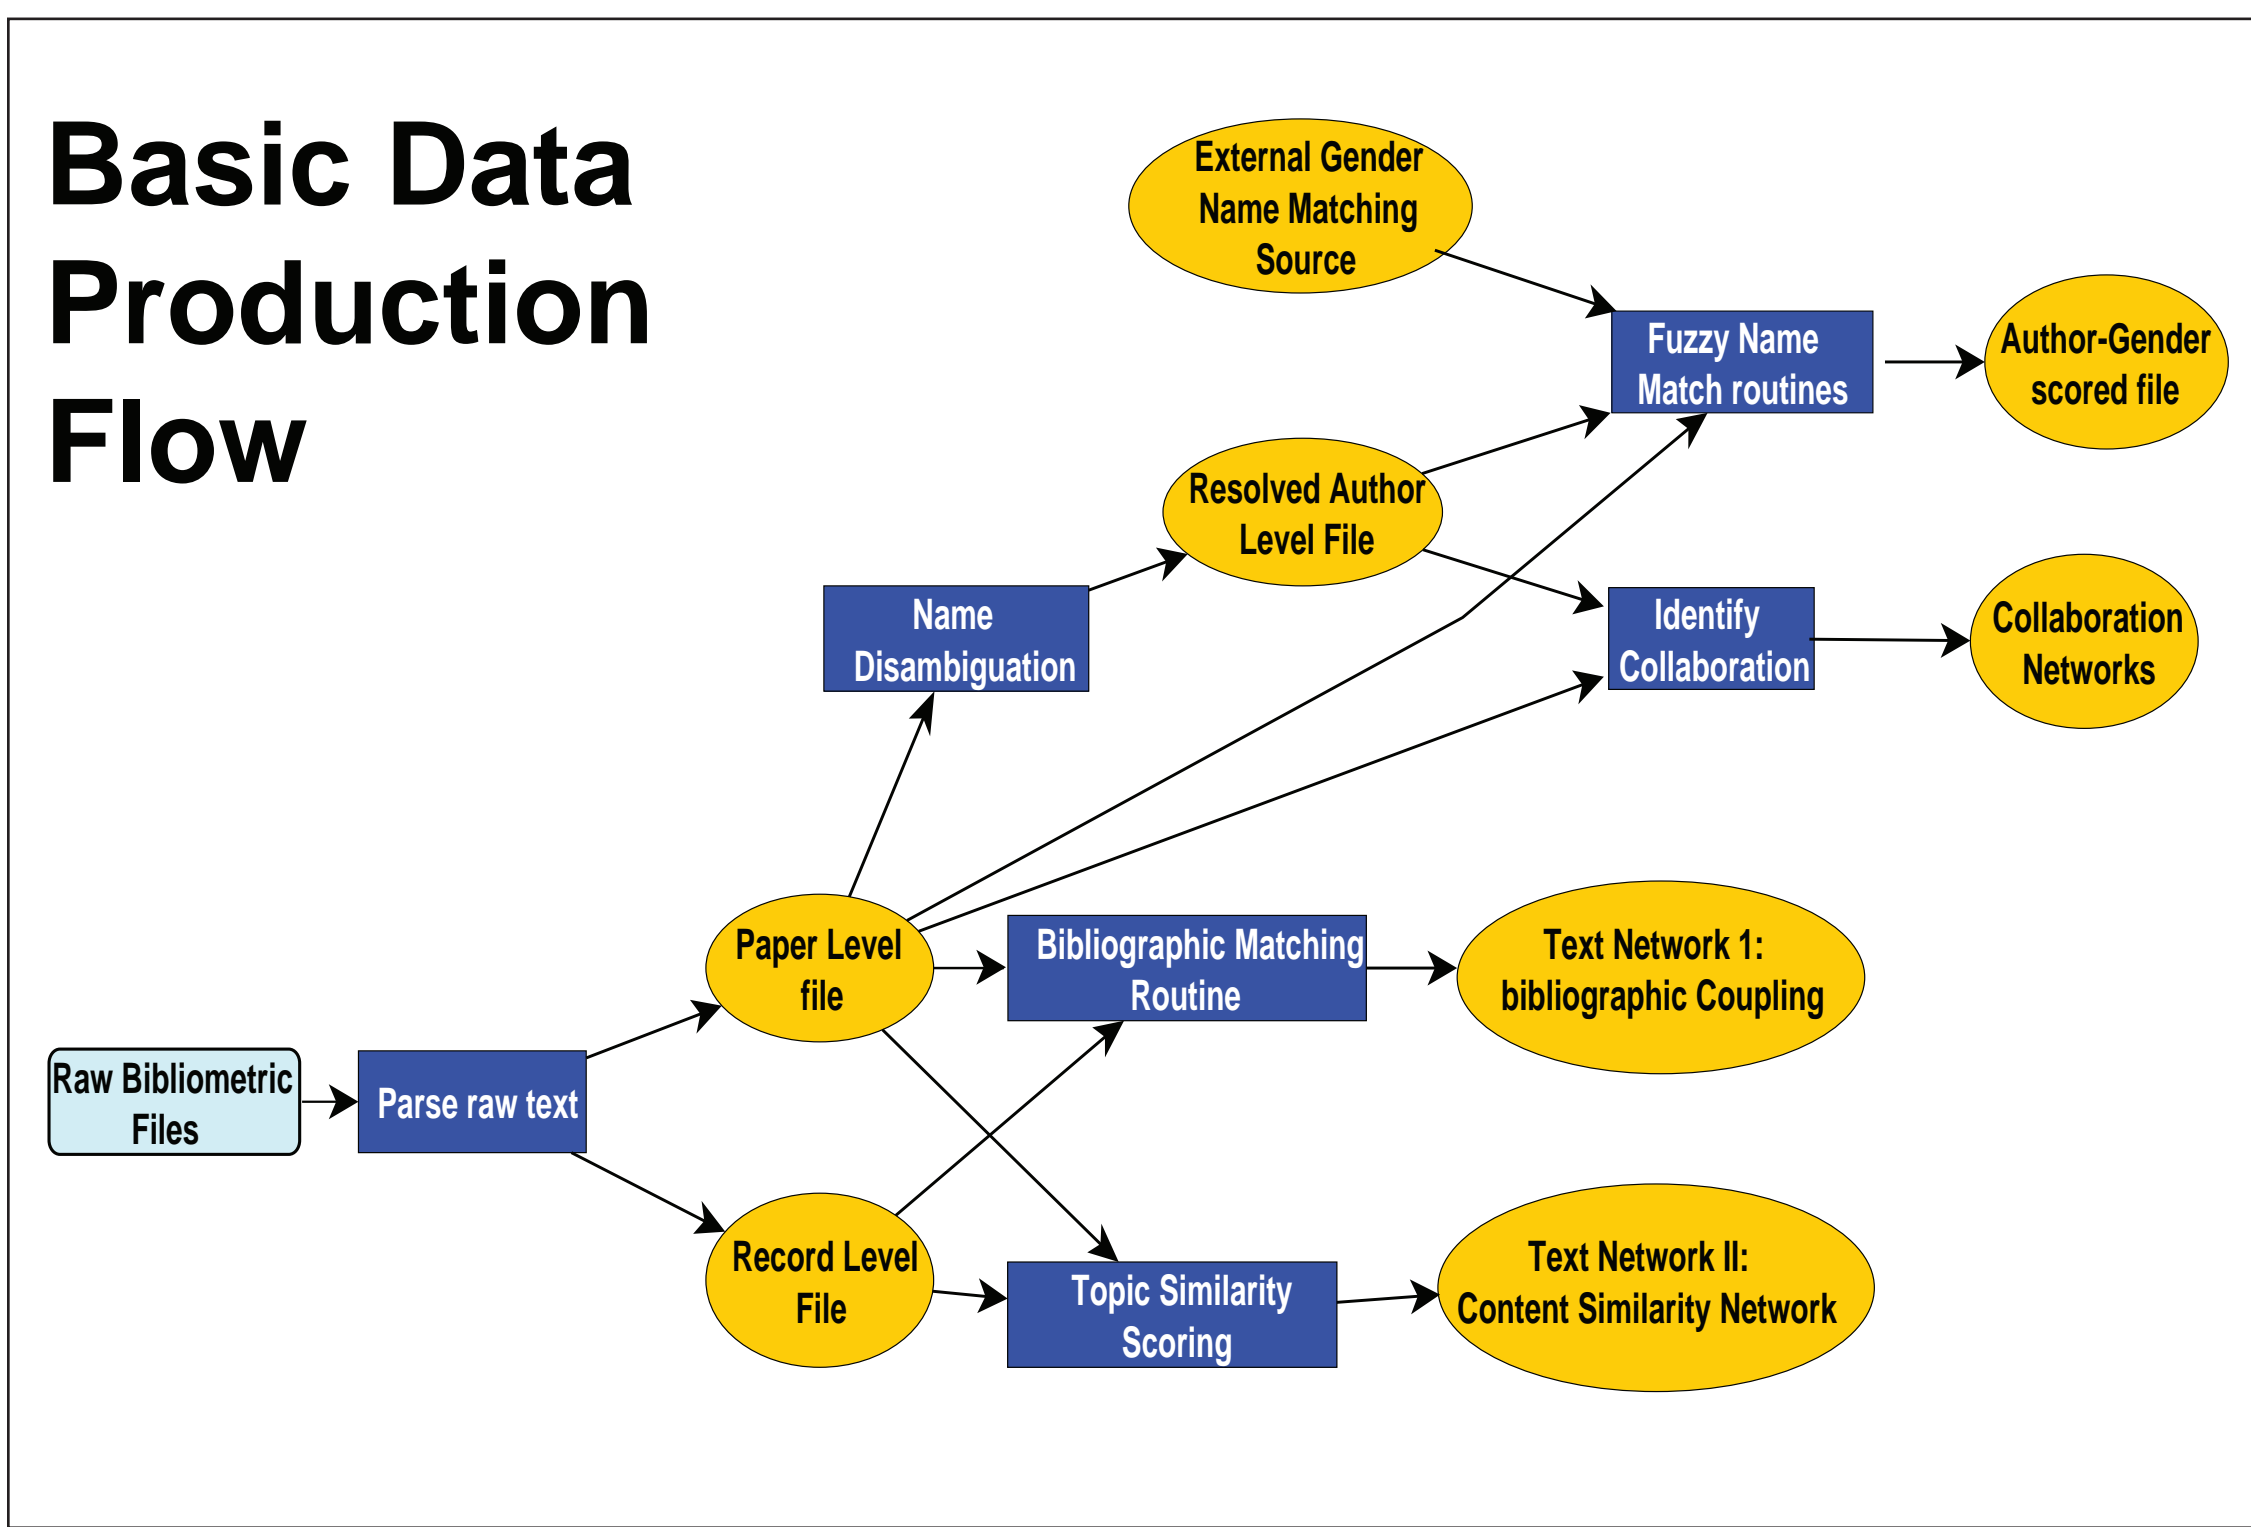 Basic Data
Production
Flow
External Gender
Name Matching
Source
Fuzzy Name
Match routines
Author-Gender
scored file
Resolved Author
Level File
Name
Disambiguation
Identify
Collaboration
Collaboration
Networks
Paper Level
file
Bibliographic Matching
Routine
Text Network 1:
bibliographic Coupling
Raw Bibliometric
Files
Parse raw text
Record Level
File
Topic Similarity
Scoring
Text Network II:
Content Similarity Network